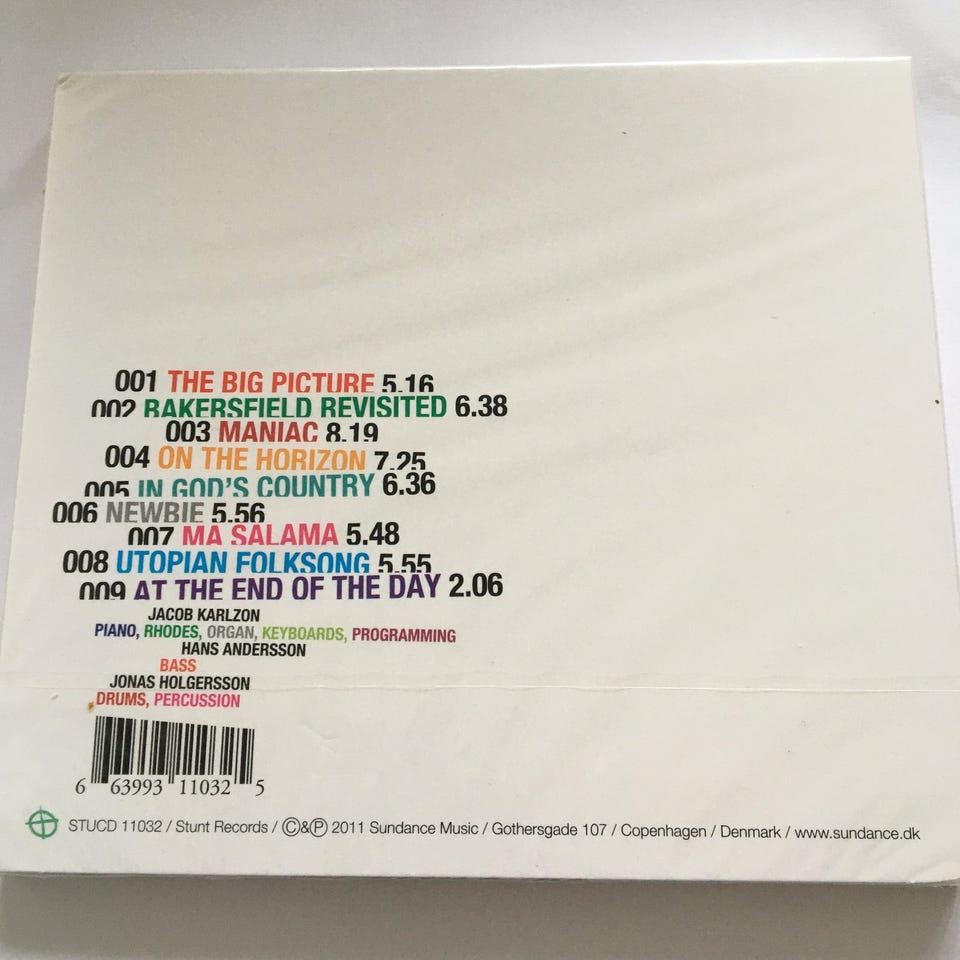 001 THE BIG PICTURE 5.16
002 BAKERSFIELD REVISITED 6.38
003 MANIAC 8.19
004 ON THE HORIZON 7.25
005 IN GOD'S COUNTRY 6.36
006 NEWBIE 5.56
007 MA SALAMA 5.48
008 UTOPIAN FOLKSONG 5.55
009 AT THE END OF THE DAY 2.06
JACOB KARLZON
PIANO, RHODES, ORGAN, KEYBOARDS, PROGRAMMING
HANS ANDERSSON
BASS
JONAS HOLGERSSON
DRUMS, PERCUSSION
6 63993 11032 5
STUCD 11032 / Stunt Records / ©&℗ 2011 Sundance Music / Gothersgade 107 / Copenhagen / Denmark / www.sundance.dk